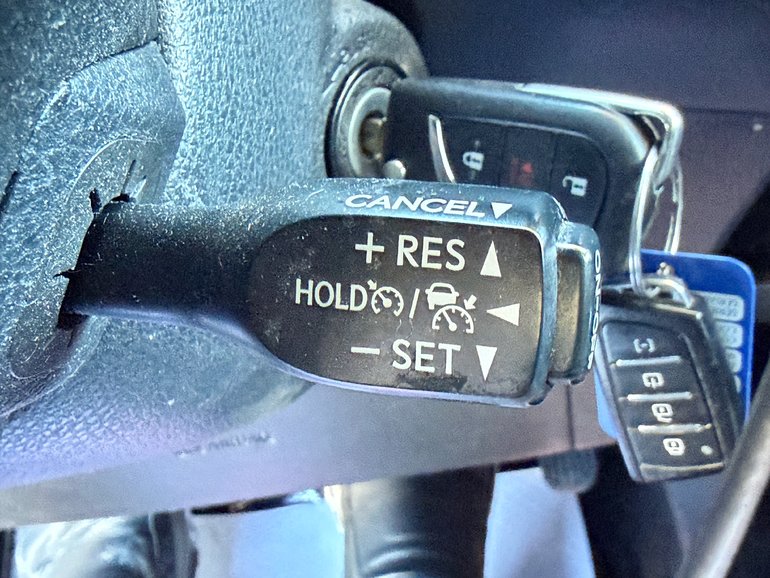 CANCEL▼
+ RES ▲
HOLD / ◀
− SET ▼